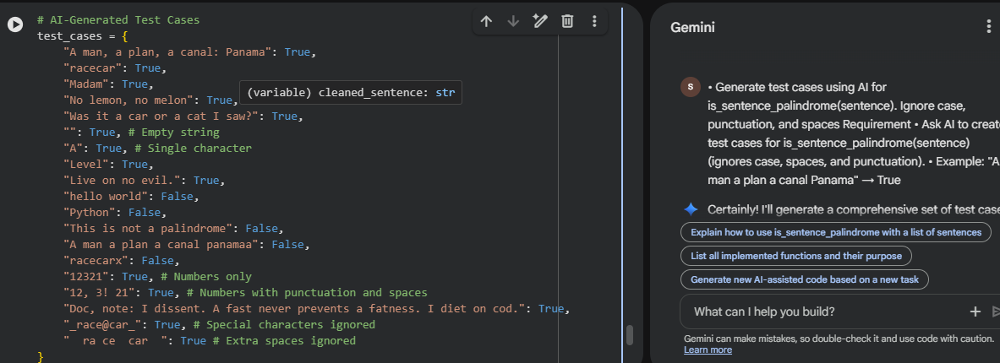 # AI-Generated Test Cases
test_cases = {
"A man, a plan, a canal: Panama": True,
"racecar": True,
"Madam": True,
"No lemon, no melon": True,
(variable) cleaned_sentence: str
"Was it a car or a cat I saw?": True,
"": True, # Empty string
"A": True, # Single character
"Level": True,
"Live on no evil.": True,
"hello world": False,
"Python": False,
"This is not a palindrome": False,
"A man a plan a canal panamaa": False,
"racecarx": False,
"12321": True, # Numbers only
"12, 3! 21": True, # Numbers with punctuation and spaces
"Doc, note: I dissent. A fast never prevents a fatness. I diet on cod.": True,
"_race@car_": True, # Special characters ignored
"  ra ce  car  ": True # Extra spaces ignored
}
Gemini
S
• Generate test cases using AI for
is_sentence_palindrome(sentence). Ignore case,
punctuation, and spaces Requirement • Ask AI to create
test cases for is_sentence_palindrome(sentence)
(ignores case, spaces, and punctuation). • Example: "A
man a plan a canal Panama" → True
Certainly! I'll generate a comprehensive set of test case
Explain how to use is_sentence_palindrome with a list of sentences
List all implemented functions and their purpose
Generate new AI-assisted code based on a new task
What can I help you build?
Gemini can make mistakes, so double-check it and use code with caution.
Learn more